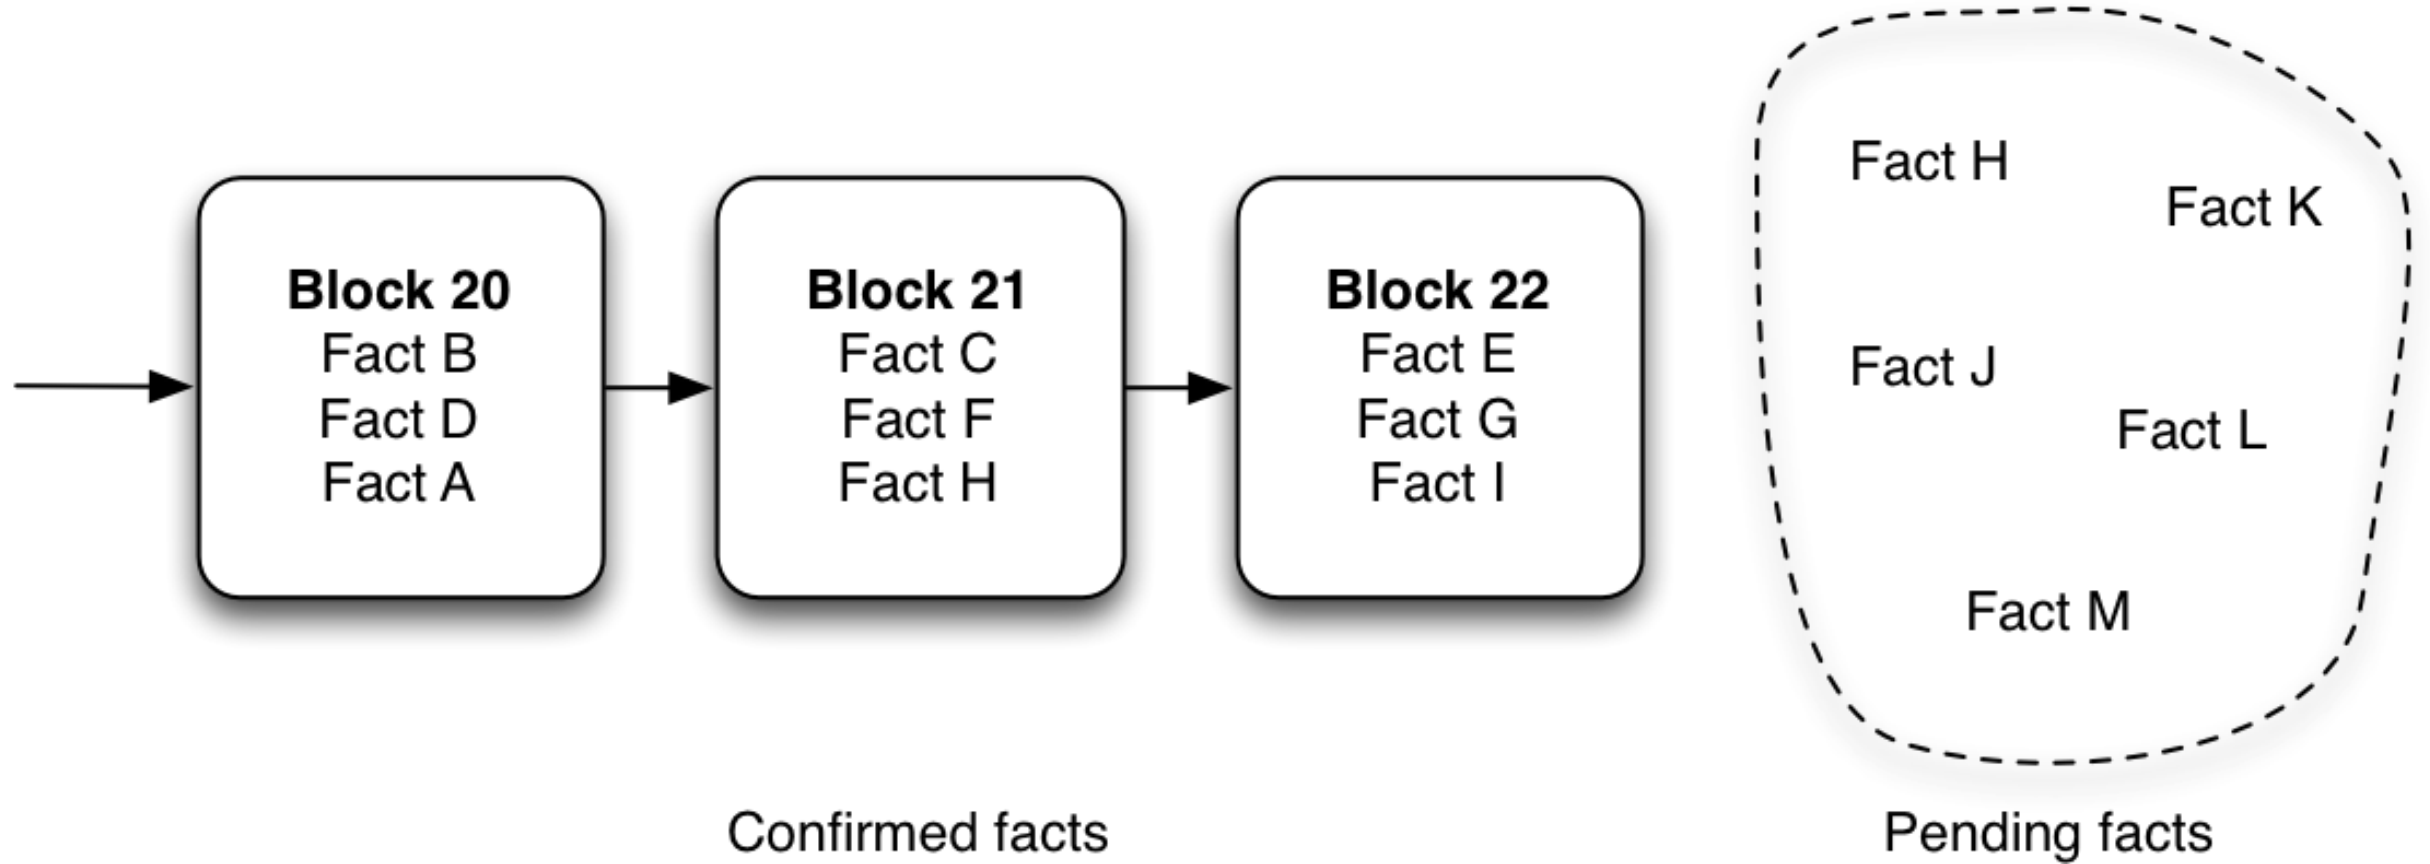 Block 20
Fact B
Fact D
Fact A
Block 21
Fact C
Fact F
Fact H
Block 22
Fact E
Fact G
Fact I
Fact H
Fact K
Fact J
Fact L
Fact M
Confirmed facts
Pending facts